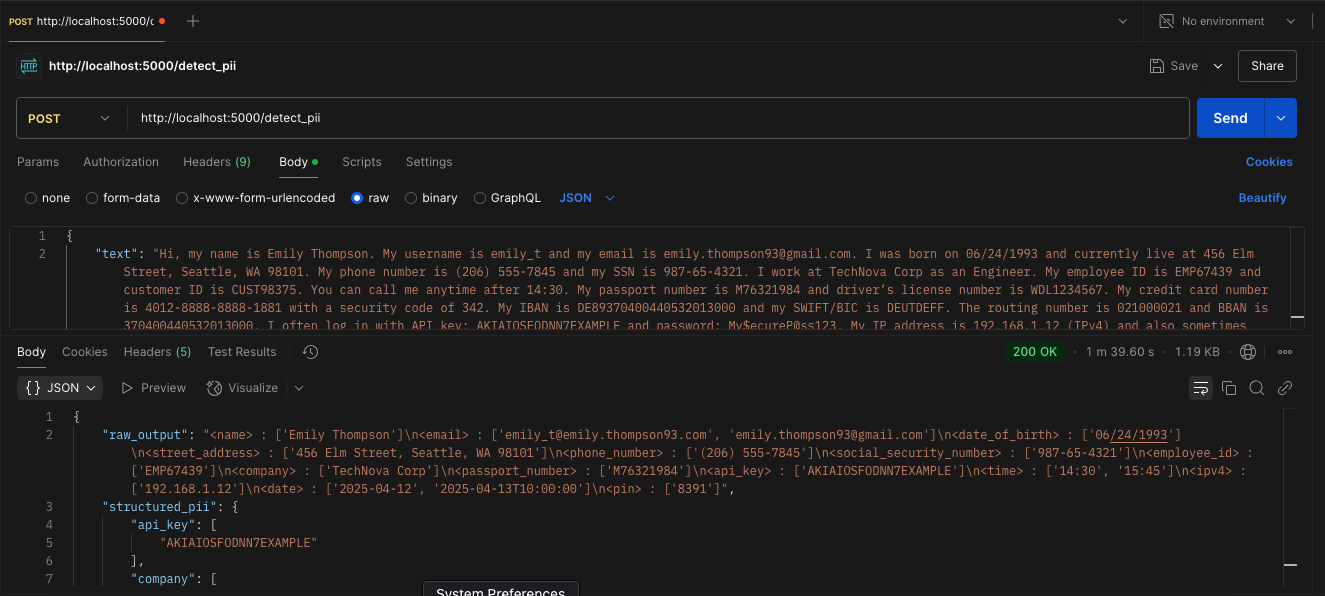 POST http://localhost:5000/c
No environment
HTTP http://localhost:5000/detect_pii
Save
Share
POST
http://localhost:5000/detect_pii
Send
Params Authorization Headers (9) Body Scripts Settings
Cookies
none form-data x-www-form-urlencoded raw binary GraphQL JSON
Beautify
1 {
2 "text": "Hi, my name is Emily Thompson. My username is emily_t and my email is emily.thompson93@gmail.com. I was born on 06/24/1993 and currently live at 456 Elm
Street, Seattle, WA 98101. My phone number is (206) 555-7845 and my SSN is 987-65-4321. I work at TechNova Corp as an Engineer. My employee ID is EMP67439 and
customer ID is CUST98375. You can call me anytime after 14:30. My passport number is M76321984 and driver’s license number is WDL1234567. My credit card number
is 4012-8888-8888-1881 with a security code of 342. My IBAN is DE89370400440532013000 and my SWIFT/BIC is DEUTDEFF. The routing number is 021000021 and BBAN is
370400440532013000. I often log in with API key: AKIAIOSFODNN7EXAMPLE and password: My$ecureP@ss123. My IP address is 192.168.1.12 (IPv4) and also sometimes
Body Cookies Headers (5) Test Results
200 OK • 1 m 39.60 s • 1.19 KB
{} JSON Preview Visualize
1 {
2 "raw_output": "<name> : ['Emily Thompson']\n<email> : ['emily_t@email.thompson93.com', 'emily.thompson93@gmail.com']\n<date_of_birth> : ['06/24/1993']
\n<street_address> : ['456 Elm Street, Seattle, WA 98101']\n<phone_number> : ['(206) 555-7845']\n<social_security_number> : ['987-65-4321']\n<employee_id> :
['EMP67439']\n<company> : ['TechNova Corp']\n<passport_number> : ['M76321984']\n<api_key> : ['AKIAIOSFODNN7EXAMPLE']\n<time> : ['14:30', '15:45']\n<ipv4> :
['192.168.1.12']\n<date> : ['2025-04-12', '2025-04-13T10:00:00']\n<pin> : ['8391']",
3 "structured_pii": {
4 "api_key": [
5 "AKIAIOSFODNN7EXAMPLE"
6 ],
7 "company": [
System Preferences